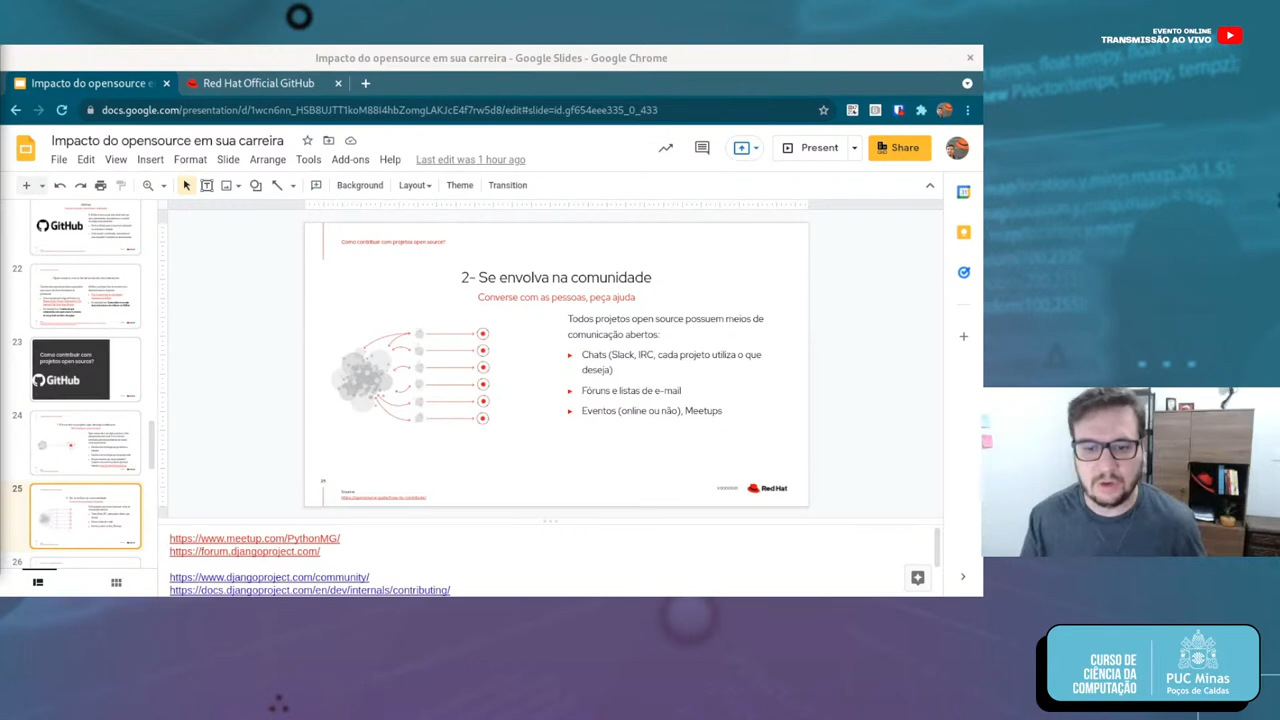 EVENTO ONLINE
TRANSMISSÃO AO VIVO
Impacto do opensource em sua carreira - Google Slides - Google Chrome
Impacto do opensource e
Red Hat Official GitHub
docs.google.com/presentation/d/1wcn6nn_HSB8UJTT1koM88I4hbZomgLAKJcE4f7rw5d8/edit#slide=id.gf654eee335_0_433
Impacto do opensource em sua carreira
File Edit View Insert Format Slide Arrange Tools Add-ons Help Last edit was 1 hour ago
Present
Share
Background Layout Theme Transition
GitHub
22
23
Como contribuir com
projetos open source?
GitHub
24
25
26
Como contribuir com projetos open source?
2- Se envolva na comunidade
Converse com as pessoas, peça ajuda
Todos projetos open source possuem meios de
comunicação abertos:
Chats (Slack, IRC, cada projeto utiliza o que
deseja)
Fóruns e listas de e-mail
Eventos (online ou não), Meetups
Source:
https://opensource.guide/how-to-contribute/
Red Hat
https://www.meetup.com/PythonMG/
https://forum.djangoproject.com/
https://www.djangoproject.com/community/
https://docs.djangoproject.com/en/dev/internals/contributing/
CURSO DE
CIÊNCIA DA
COMPUTAÇÃO
PUC Minas
Poços de Caldas